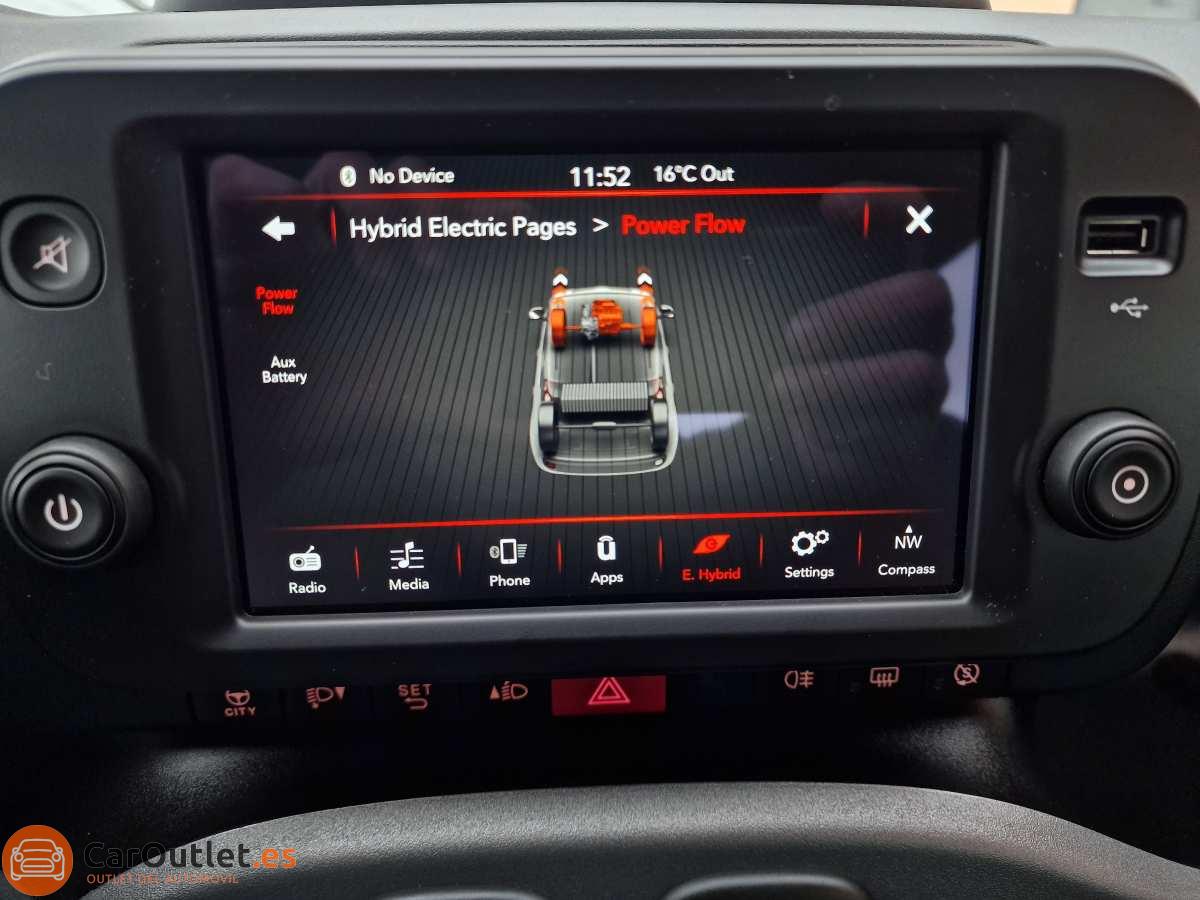 No Device 11:52 16°C Out
Hybrid Electric Pages > Power Flow
Power
Flow
Aux
Battery
Radio Media Phone Apps E. Hybrid Settings NW Compass
CITY SET
CarOutlet.es
OUTLET DEL AUTOMÓVIL